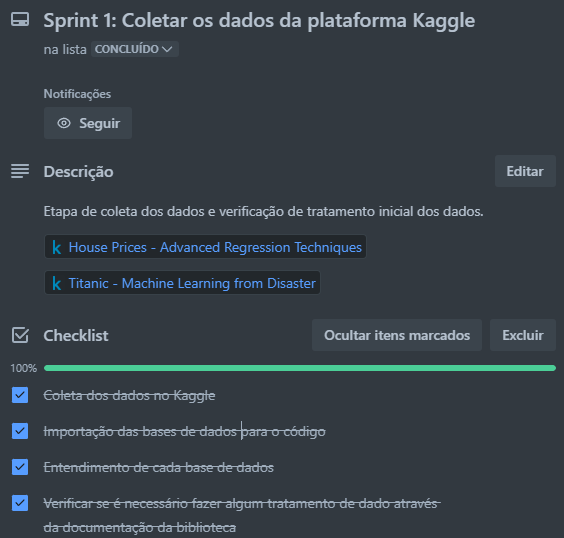 Sprint 1: Coletar os dados da plataforma Kaggle
na lista CONCLUÍDO
Notificações
Seguir
Descrição
Editar
Etapa de coleta dos dados e verificação de tratamento inicial dos dados.
k House Prices - Advanced Regression Techniques
k Titanic - Machine Learning from Disaster
Checklist
Ocultar itens marcados
Excluir
100%
Coleta dos dados no Kaggle
Importação das bases de dados para o código
Entendimento de cada base de dados
Verificar se é necessário fazer algum tratamento de dado através
da documentação da biblioteca